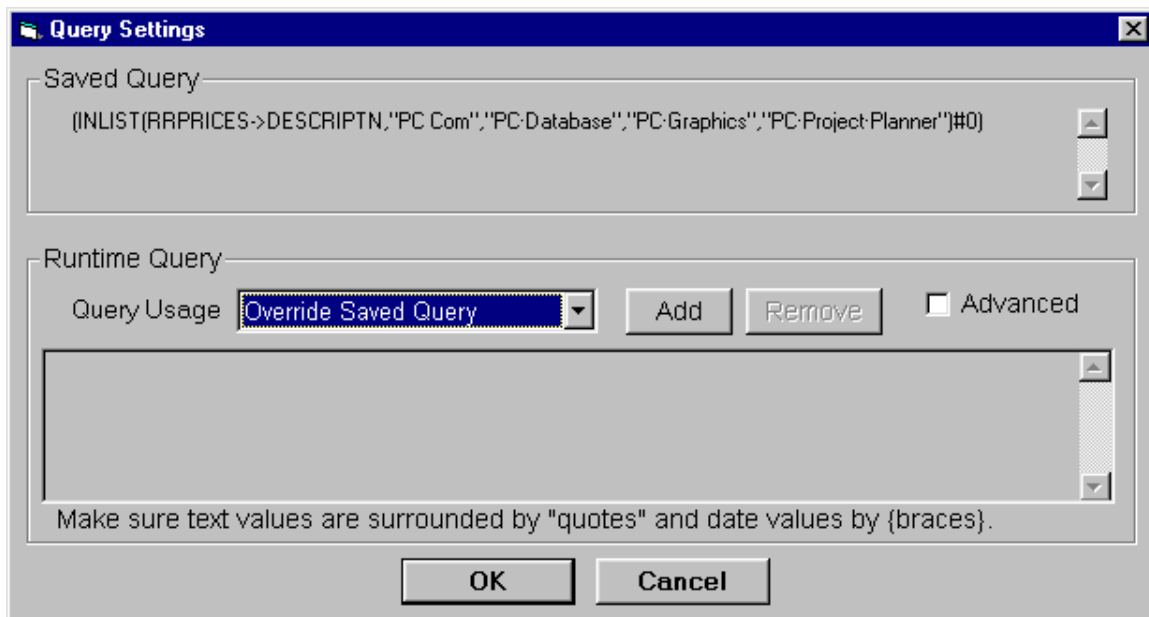 Query Settings
Saved Query
(INLIST(RRPRICES->DESCRIPTN,"PC Com","PC·Database","PC·Graphics","PC·Project·Planner")#0)
Runtime Query
Query Usage Override Saved Query Add Remove Advanced
Make sure text values are surrounded by "quotes" and date values by {braces}.
OK Cancel